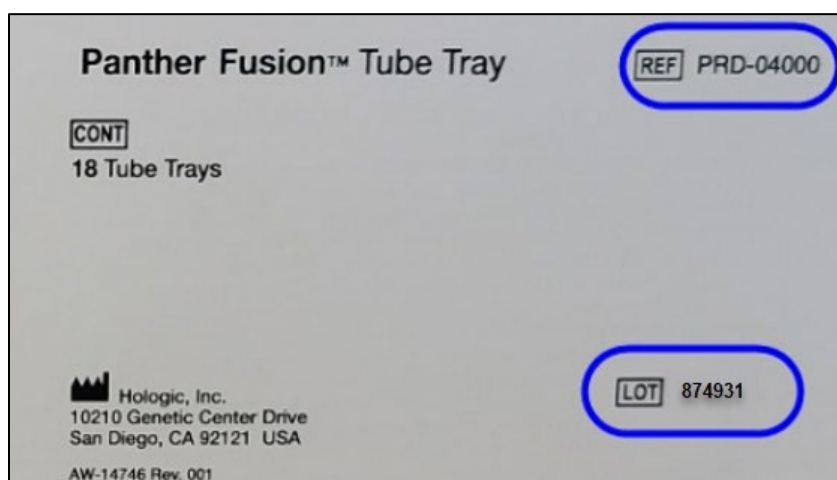 Panther Fusion™ Tube Tray
REF PRD-04000
CONT
18 Tube Trays
Hologic, Inc.
10210 Genetic Center Drive
San Diego, CA 92121 USA
AW-14746 Rev. 001
LOT 874931